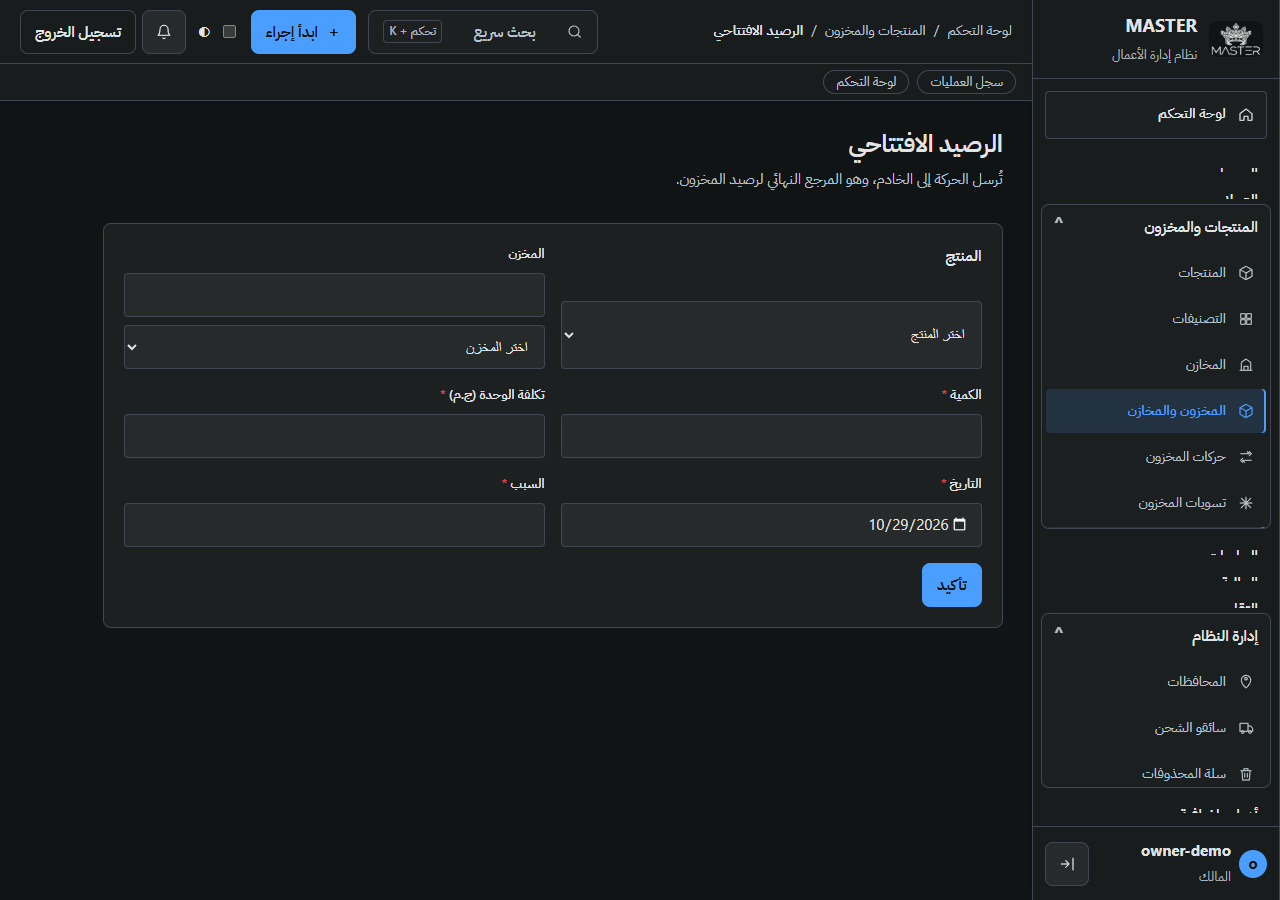 MASTER
نظام إدارة الأعمال
MASTER
لوحة التحكم
المنتجات والمخزون
^
المنتجات
التصنيفات
المخازن
المخزون والمخازن
حركات المخزون
تسويات المخزون
إدارة النظام
^
المحافظات
سائقو الشحن
سلة المحذوفات
owner-demo
المالك
o
لوحة التحكم / المنتجات والمخزون / الرصيد الافتتاحي
بحث سريع
تحكم + K
+ ابدأ إجراء
تسجيل الخروج
سجل العمليات
لوحة التحكم
الرصيد الافتتاحي
تُرسل الحركة إلى الخادم، وهو المرجع النهائي لرصيد المخزون.
المنتج
اختر المنتج
المخزن
اختر المخزن
الكمية *
تكلفة الوحدة (ج.م) *
التاريخ *
10/29/2026
السبب *
تأكيد